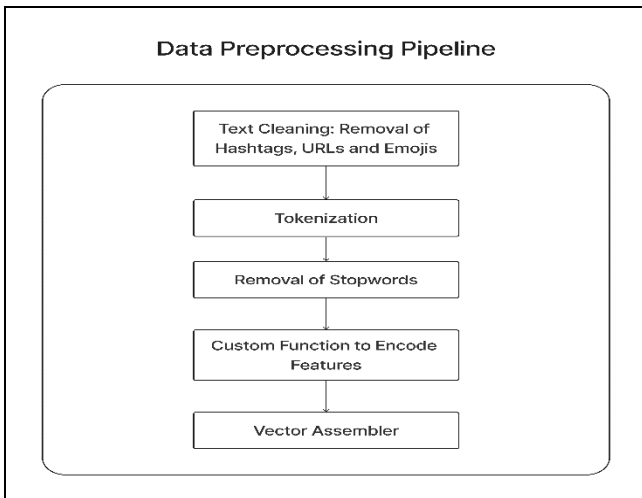 Data Preprocessing Pipeline
Text Cleaning: Removal of
Hashtags, URLs and Emojis
Tokenization
Removal of Stopwords
Custom Function to Encode
Features
Vector Assembler